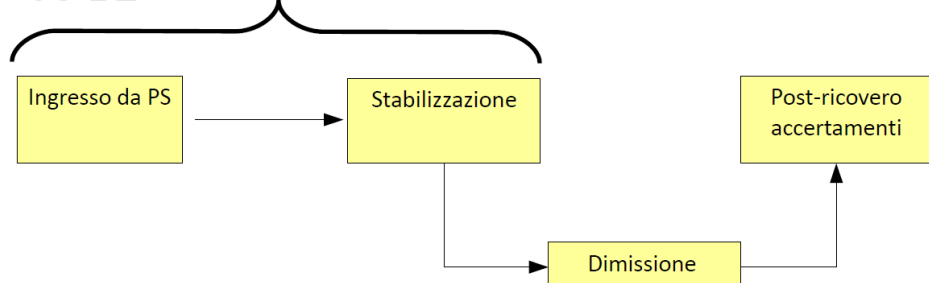 Ingresso da PS
Stabilizzazione
Post-ricovero
accertamenti
Dimissione